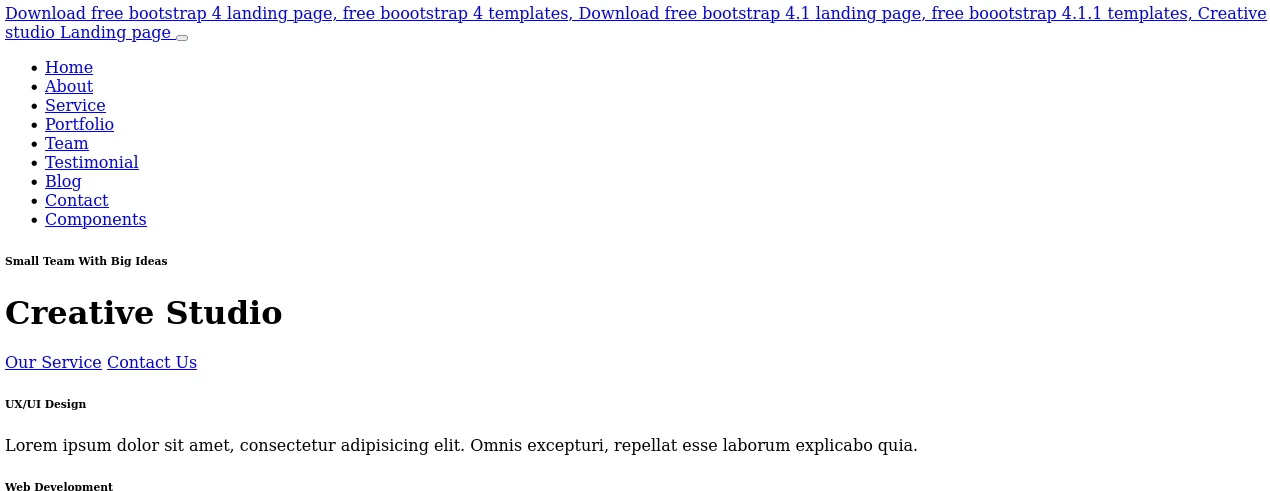 Download free bootstrap 4 landing page, free boootstrap 4 templates, Download free bootstrap 4.1 landing page, free boootstrap 4.1.1 templates, Creative
studio Landing page
Home
About
Service
Portfolio
Team
Testimonial
Blog
Contact
Components
Small Team With Big Ideas
Creative Studio
Our Service Contact Us
UX/UI Design
Lorem ipsum dolor sit amet, consectetur adipisicing elit. Omnis excepturi, repellat esse laborum explicabo quia.
Web Development